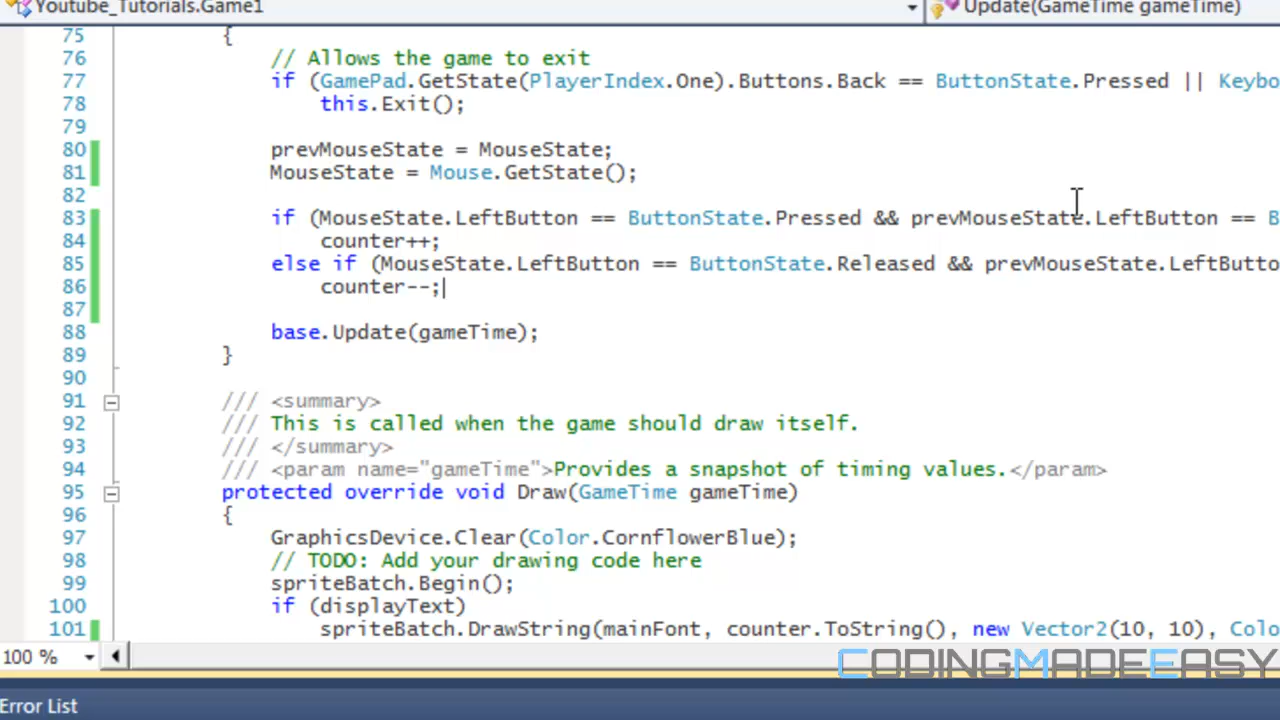 Youtube_Tutorials.Game1
Update(GameTime gameTime)
75 {
76 // Allows the game to exit
77 if (GamePad.GetState(PlayerIndex.One).Buttons.Back == ButtonState.Pressed || Keybo
78 this.Exit();
79
80 prevMouseState = MouseState;
81 MouseState = Mouse.GetState();
82
83 if (MouseState.LeftButton == ButtonState.Pressed && prevMouseState.LeftButton == B
84 counter++;
85 else if (MouseState.LeftButton == ButtonState.Released && prevMouseState.LeftButto
86 counter--;
87
88 base.Update(gameTime);
89 }
90
91 /// <summary>
92 /// This is called when the game should draw itself.
93 /// </summary>
94 /// <param name="gameTime">Provides a snapshot of timing values.</param>
95 protected override void Draw(GameTime gameTime)
96 {
97 GraphicsDevice.Clear(Color.CornflowerBlue);
98 // TODO: Add your drawing code here
99 spriteBatch.Begin();
100 if (displayText)
101 spriteBatch.DrawString(mainFont, counter.ToString(), new Vector2(10, 10), Colo
100 %
CODINGMADEEASY
Error List